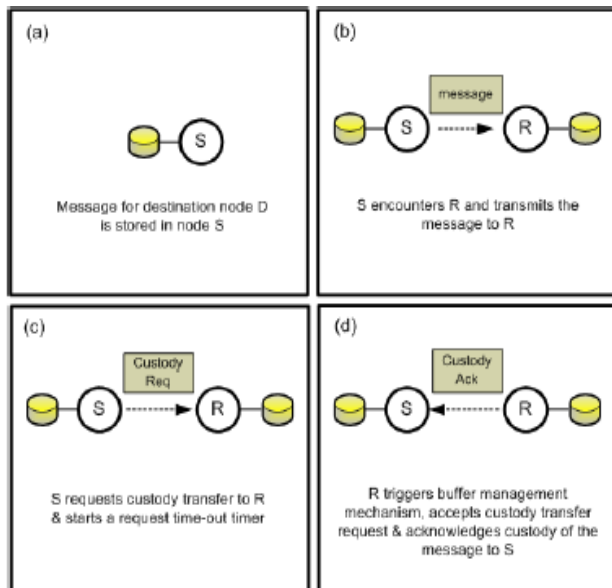 (a)
S
Message for destination node D
is stored in node S
(b)
message
S
R
S encounters R and transmits the
message to R
(c)
Custody
Req
S
R
S requests custody transfer to R
& starts a request time-out timer
(d)
Custody
Ack
S
R
R triggers buffer management
mechanism, accepts custody transfer
request & acknowledges custody of the
message to S